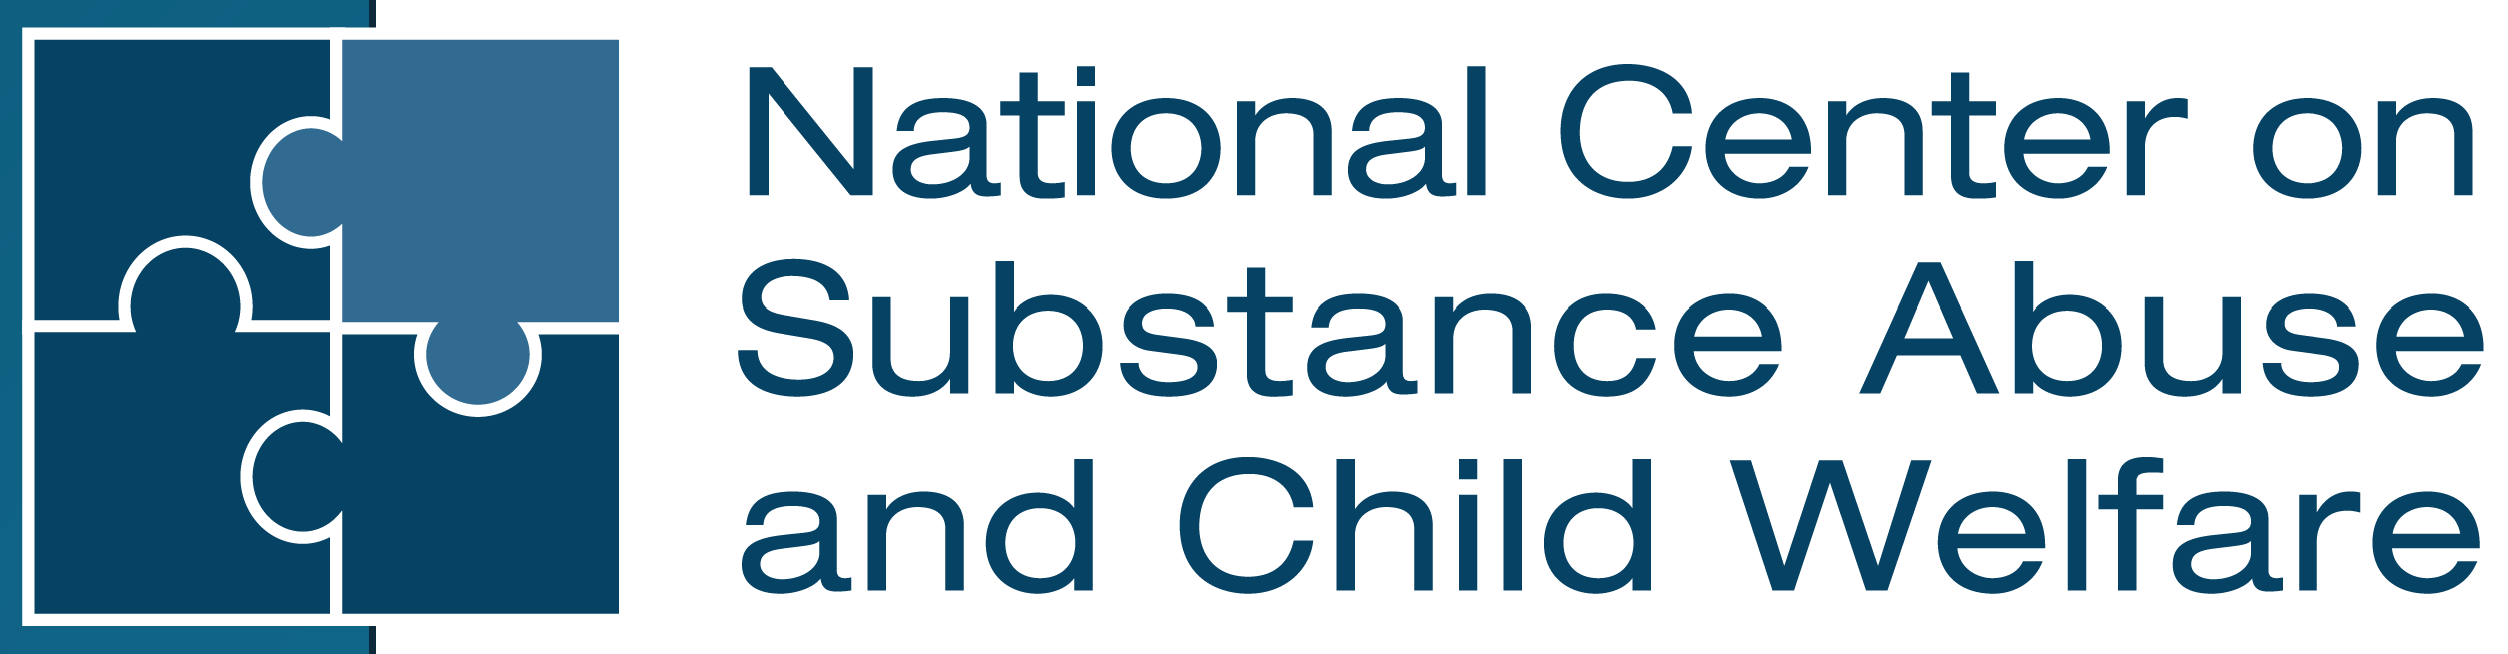 National Center on
Substance Abuse
and Child Welfare